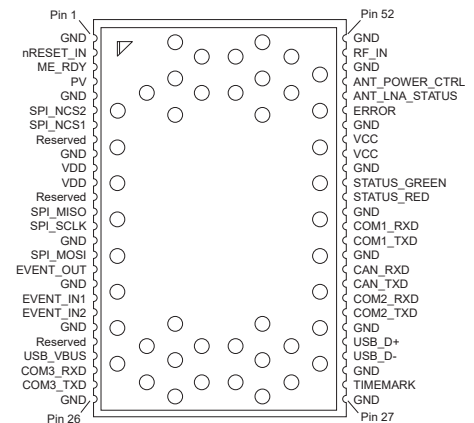 Pin 1
GND
nRESET_IN
ME_RDY
PV
GND
SPI_NCS2
SPI_NCS1
Reserved
GND
VDD
VDD
Reserved
SPI_MISO
SPI_SCLK
GND
SPI_MOSI
EVENT_OUT
GND
EVENT_IN1
EVENT_IN2
GND
Reserved
USB_VBUS
COM3_RXD
COM3_TXD
GND
Pin 26
Pin 52
GND
RF_IN
GND
ANT_POWER_CTRL
ANT_LNA_STATUS
ERROR
GND
VCC
VCC
GND
STATUS_GREEN
STATUS_RED
GND
COM1_RXD
COM1_TXD
GND
CAN_RXD
CAN_TXD
COM2_RXD
COM2_TXD
GND
USB_D+
USB_D-
GND
TIMEMARK
GND
Pin 27